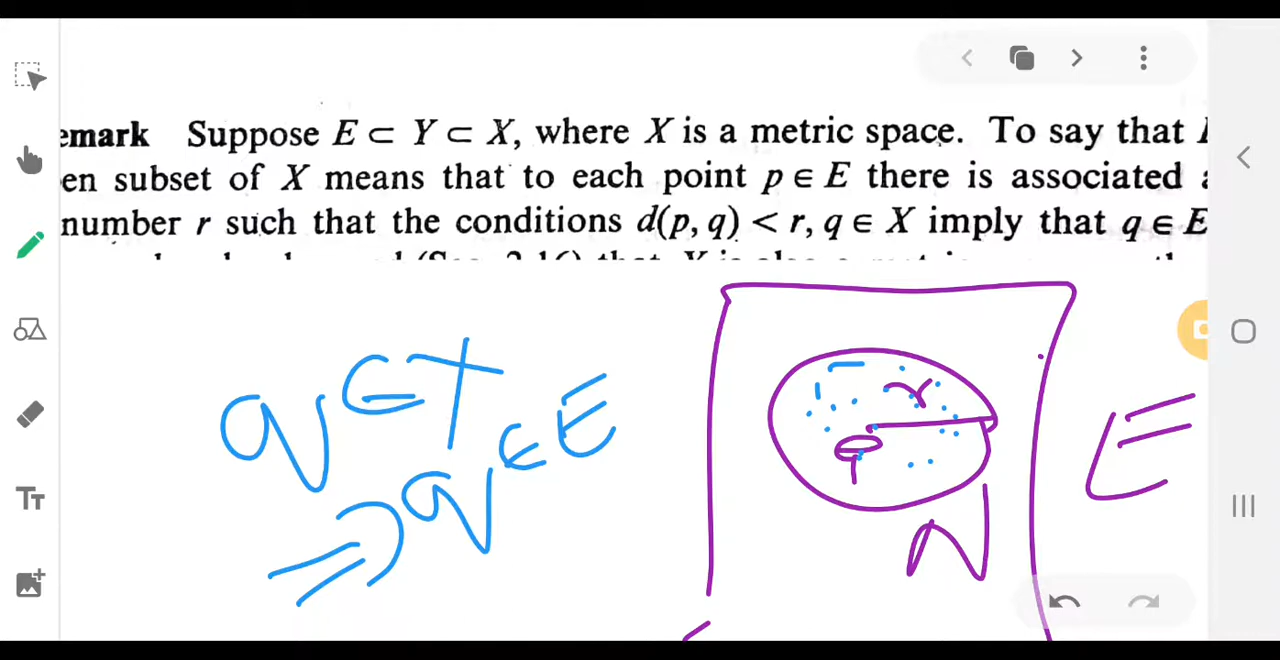 emark Suppose E ⊂ Y ⊂ X, where X is a metric space. To say that
en subset of X means that to each point p ∈ E there is associated
number r such that the conditions d(p, q) < r, q ∈ X imply that q ∈ E
q ∈ X
⇒ q ∈ E
r
P
N
E
TT